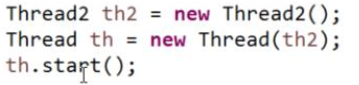 Thread2 th2 = new Thread2();
Thread th = new Thread(th2);
th.start();